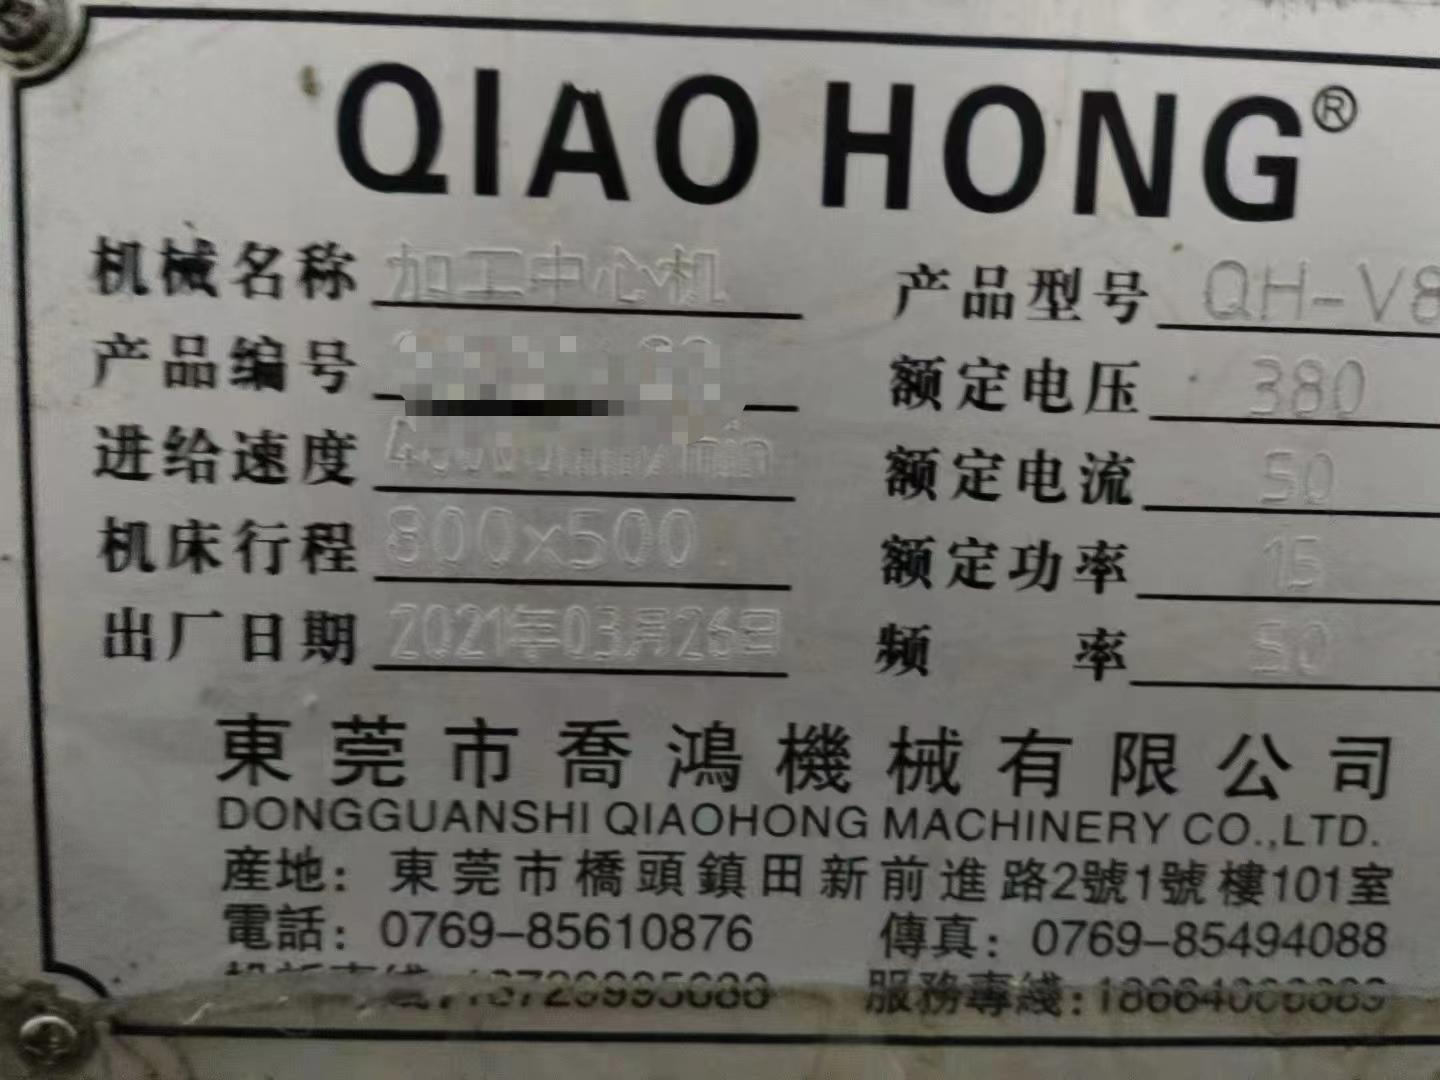 QIAO HONG®
机械名称 加工中心机 产品型号 QH-V8
产品编号 额定电压 380
进给速度 额定电流 50
机床行程 800×500 额定功率 15
出厂日期 2021年03月26日 频率 50
東莞市喬鴻機械有限公司
DONGGUANSHI QIAOHONG MACHINERY CO.,LTD.
産地：東莞市橋頭鎮田新前進路2號1號樓101室
電話：0769-85610876 傳真：0769-85494088
服務專綫: